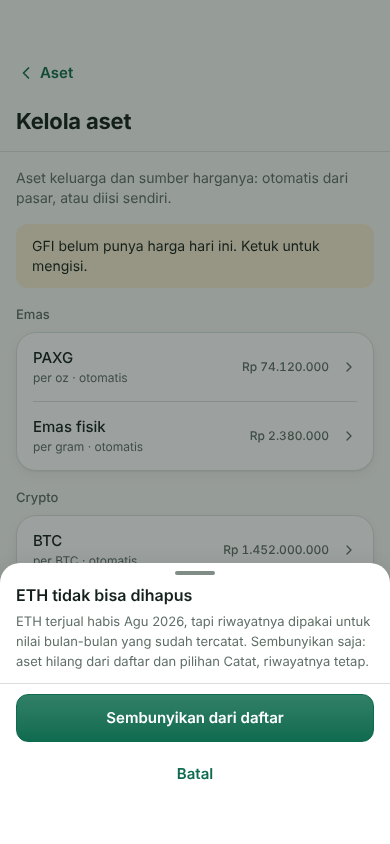 Aset
Kelola aset
Aset keluarga dan sumber harganya: otomatis dari
pasar, atau diisi sendiri.
GFI belum punya harga hari ini. Ketuk untuk
mengisi.
Emas
PAXG
Rp 74.120.000
per oz · otomatis
Emas fisik
Rp 2.380.000
per gram · otomatis
Crypto
BTC
Rp 1.452.000.000
per BTC · otomatis
ETH tidak bisa dihapus
ETH terjual habis Agu 2026, tapi riwayatnya dipakai untuk
nilai bulan-bulan yang sudah tercatat. Sembunyikan saja:
aset hilang dari daftar dan pilihan Catat, riwayatnya tetap.
Sembunyikan dari daftar
Batal